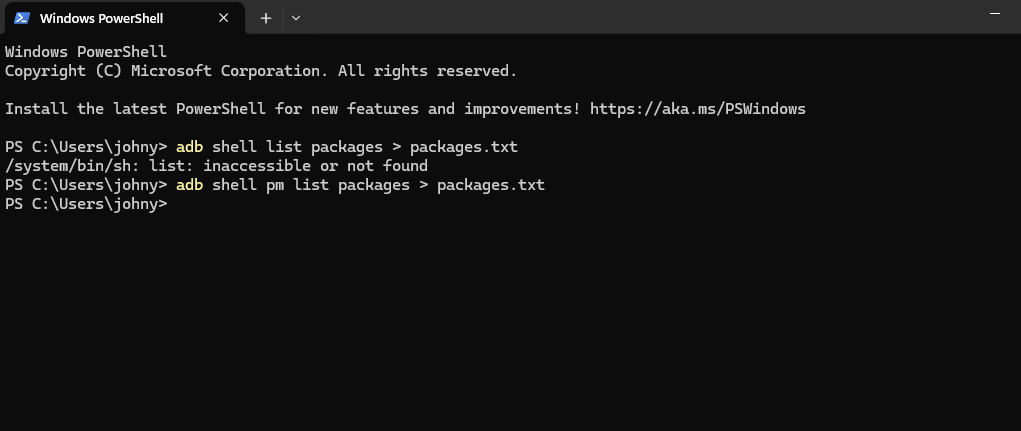 Windows PowerShell
Windows PowerShell
Copyright (C) Microsoft Corporation. All rights reserved.
Install the latest PowerShell for new features and improvements! https://aka.ms/PSWindows
PS C:\Users\johny> adb shell list packages > packages.txt
/system/bin/sh: list: inaccessible or not found
PS C:\Users\johny> adb shell pm list packages > packages.txt
PS C:\Users\johny>